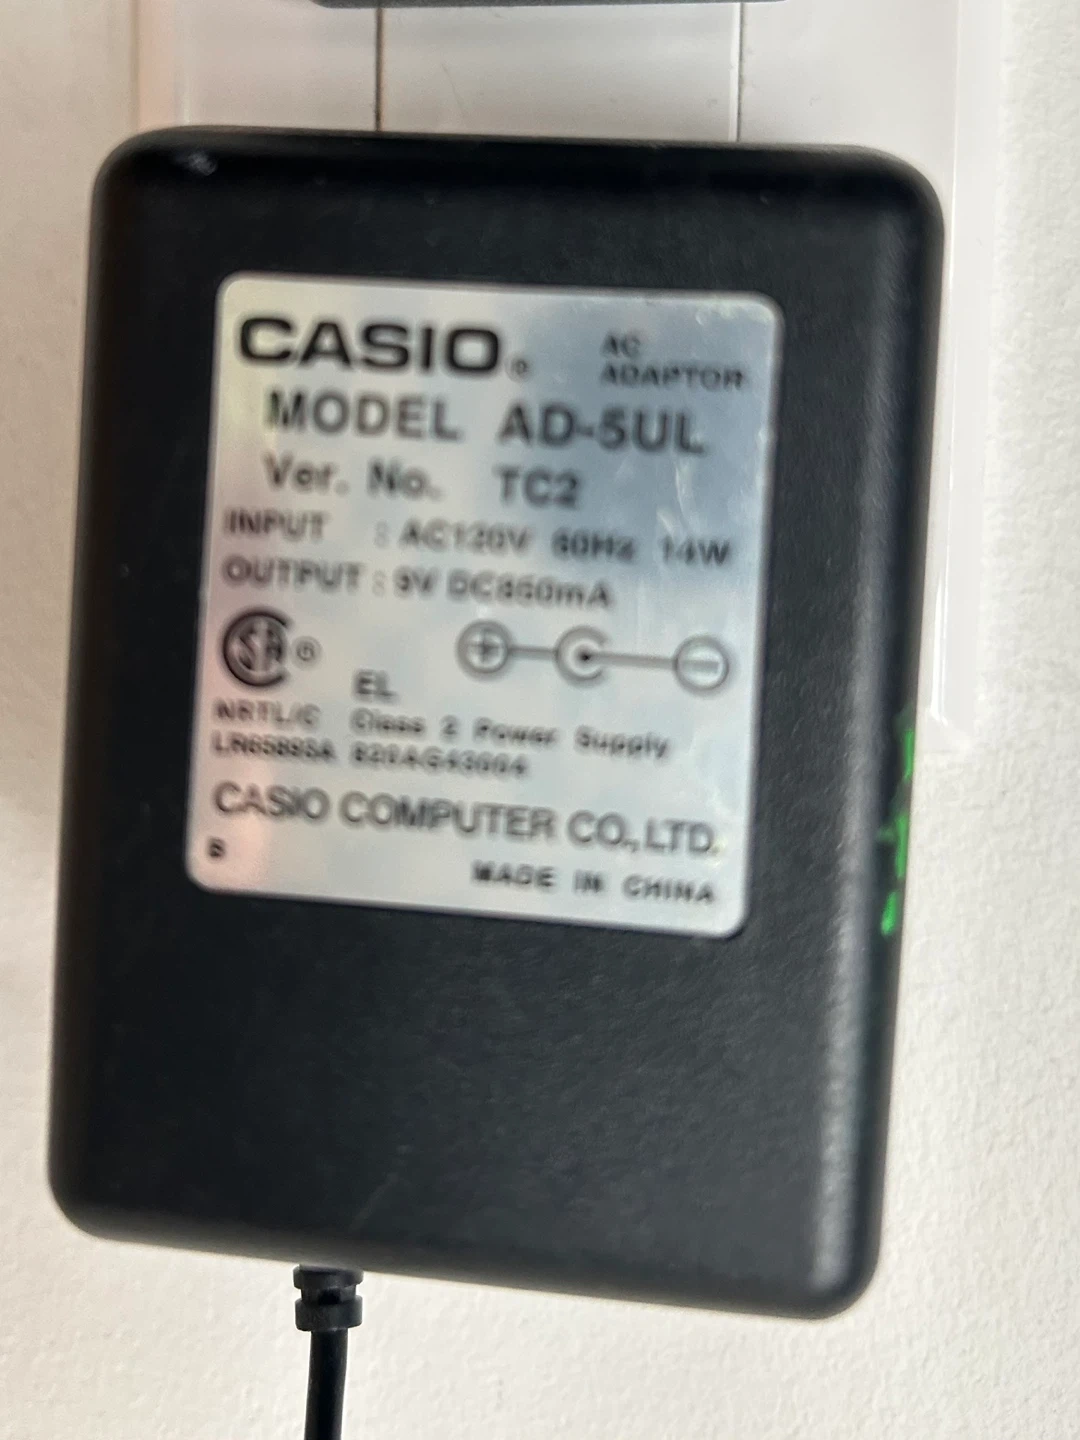 CASIO® AC ADAPTOR
MODEL AD-5UL
Ver. No. TC2
INPUT : AC120V 60Hz 14W
OUTPUT : 9V DC850mA
EL
NRTL/C Class 2 Power Supply
CASIO COMPUTER CO.,LTD.
B MADE IN CHINA